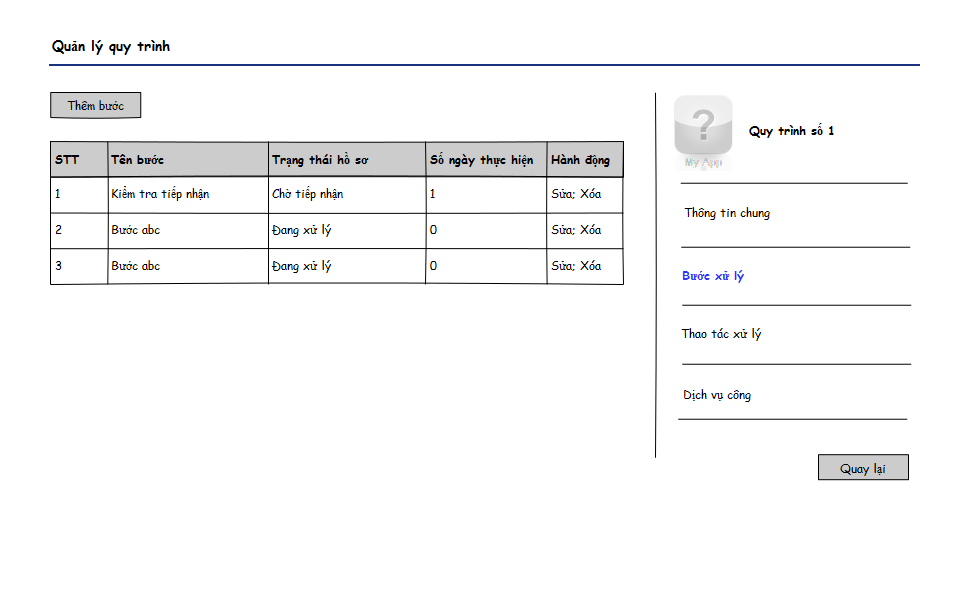 Quản lý quy trình
Thêm bước
STT Tên bước Trạng thái hồ sơ Số ngày thực hiện Hành động
1 Kiểm tra tiếp nhận Chờ tiếp nhận 1 Sửa; Xóa
2 Bước abc Đang xử lý 0 Sửa; Xóa
3 Bước abc Đang xử lý 0 Sửa; Xóa
?
My App
Quy trình số 1
Thông tin chung
Bước xử lý
Thao tác xử lý
Dịch vụ công
Quay lại